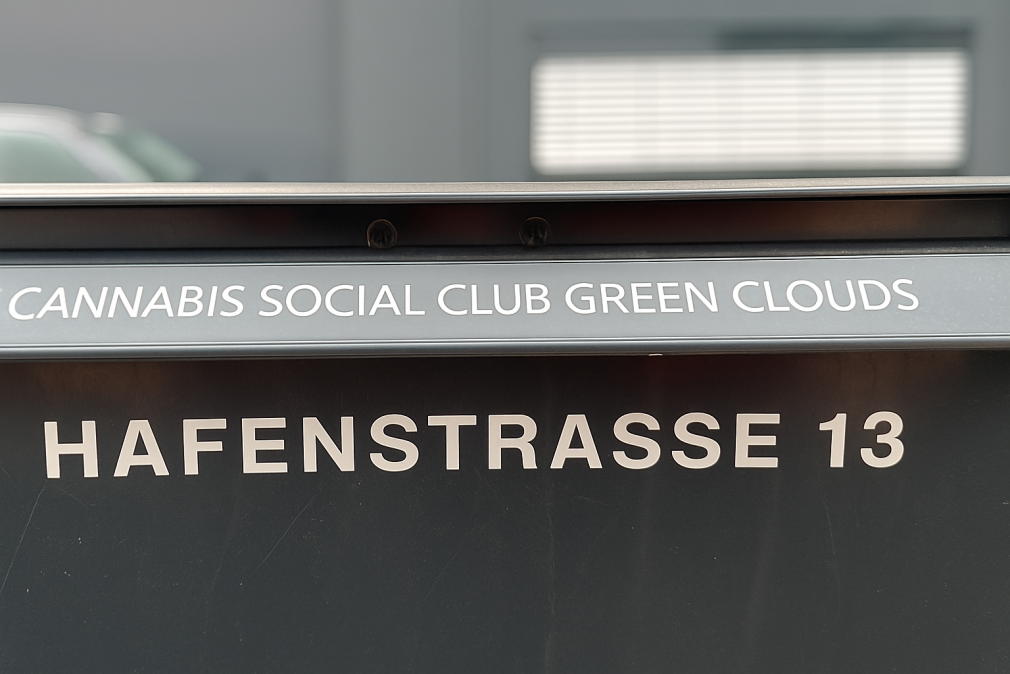 CANNABIS SOCIAL CLUB GREEN CLOUDS
HAFENSTRASSE 13